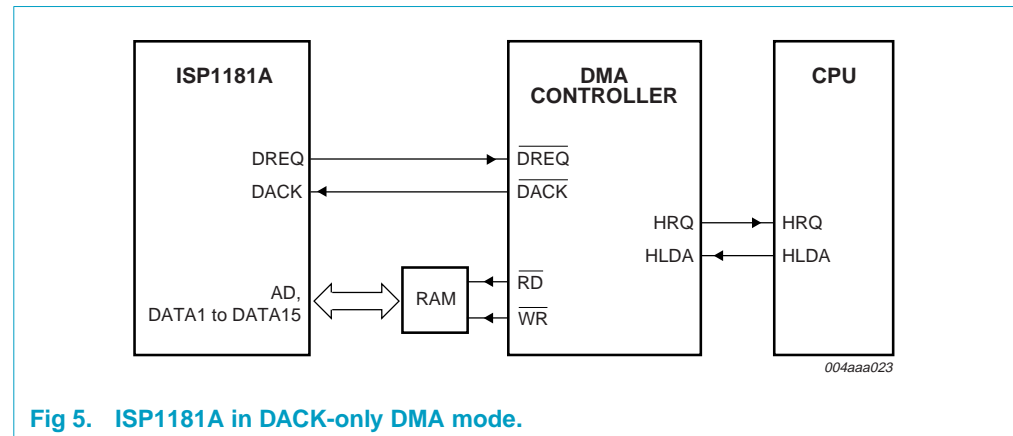 ISP1181A
DMA
CONTROLLER
CPU
DREQ
DREQ
DACK
DACK
HRQ
HRQ
HLDA
HLDA
AD,
DATA1 to DATA15
RAM
RD
WR
004aaa023
Fig 5. ISP1181A in DACK-only DMA mode.